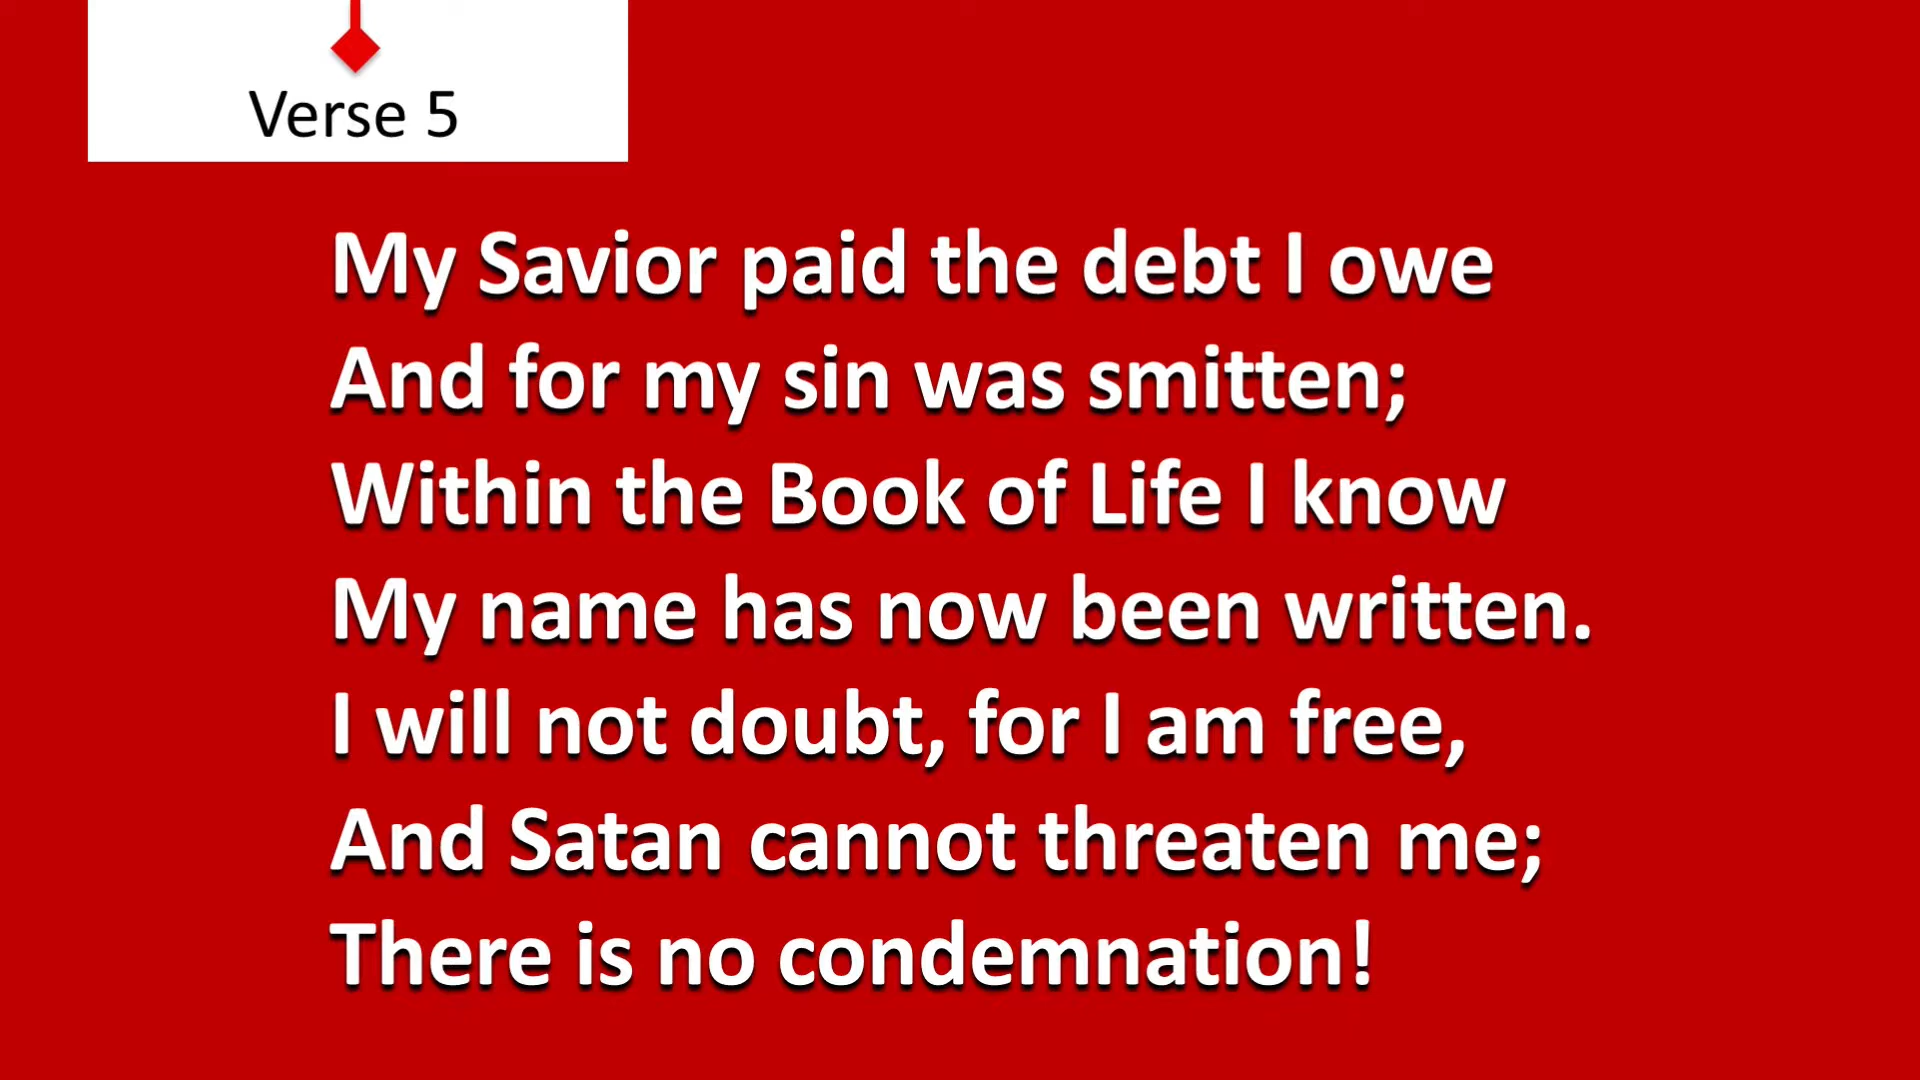 Verse 5
My Savior paid the debt I owe
And for my sin was smitten;
Within the Book of Life I know
My name has now been written.
I will not doubt, for I am free,
And Satan cannot threaten me;
There is no condemnation!